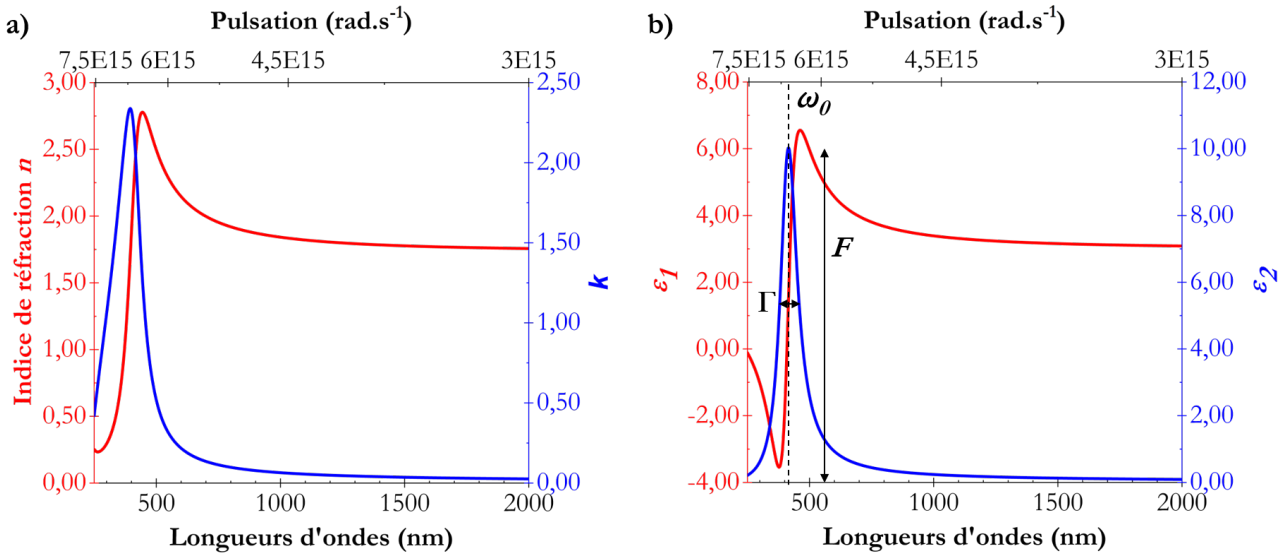 a)
Pulsation (rad.s-1)
7,5E15 6E15 4,5E15 3E15
3,00
2,50
2,00
1,50
1,00
0,50
0,00
Indice de réfraction n
2,50
2,00
1,50
1,00
0,50
0,00
k
500 1000 1500 2000
Longueurs d'ondes (nm)
b)
Pulsation (rad.s-1)
7,5E15 6E15 4,5E15 3E15
8,00
6,00
4,00
2,00
0,00
-2,00
-4,00
ε1
ω0
F
Γ
12,00
10,00
8,00
6,00
4,00
2,00
0,00
ε2
500 1000 1500 2000
Longueurs d'ondes (nm)